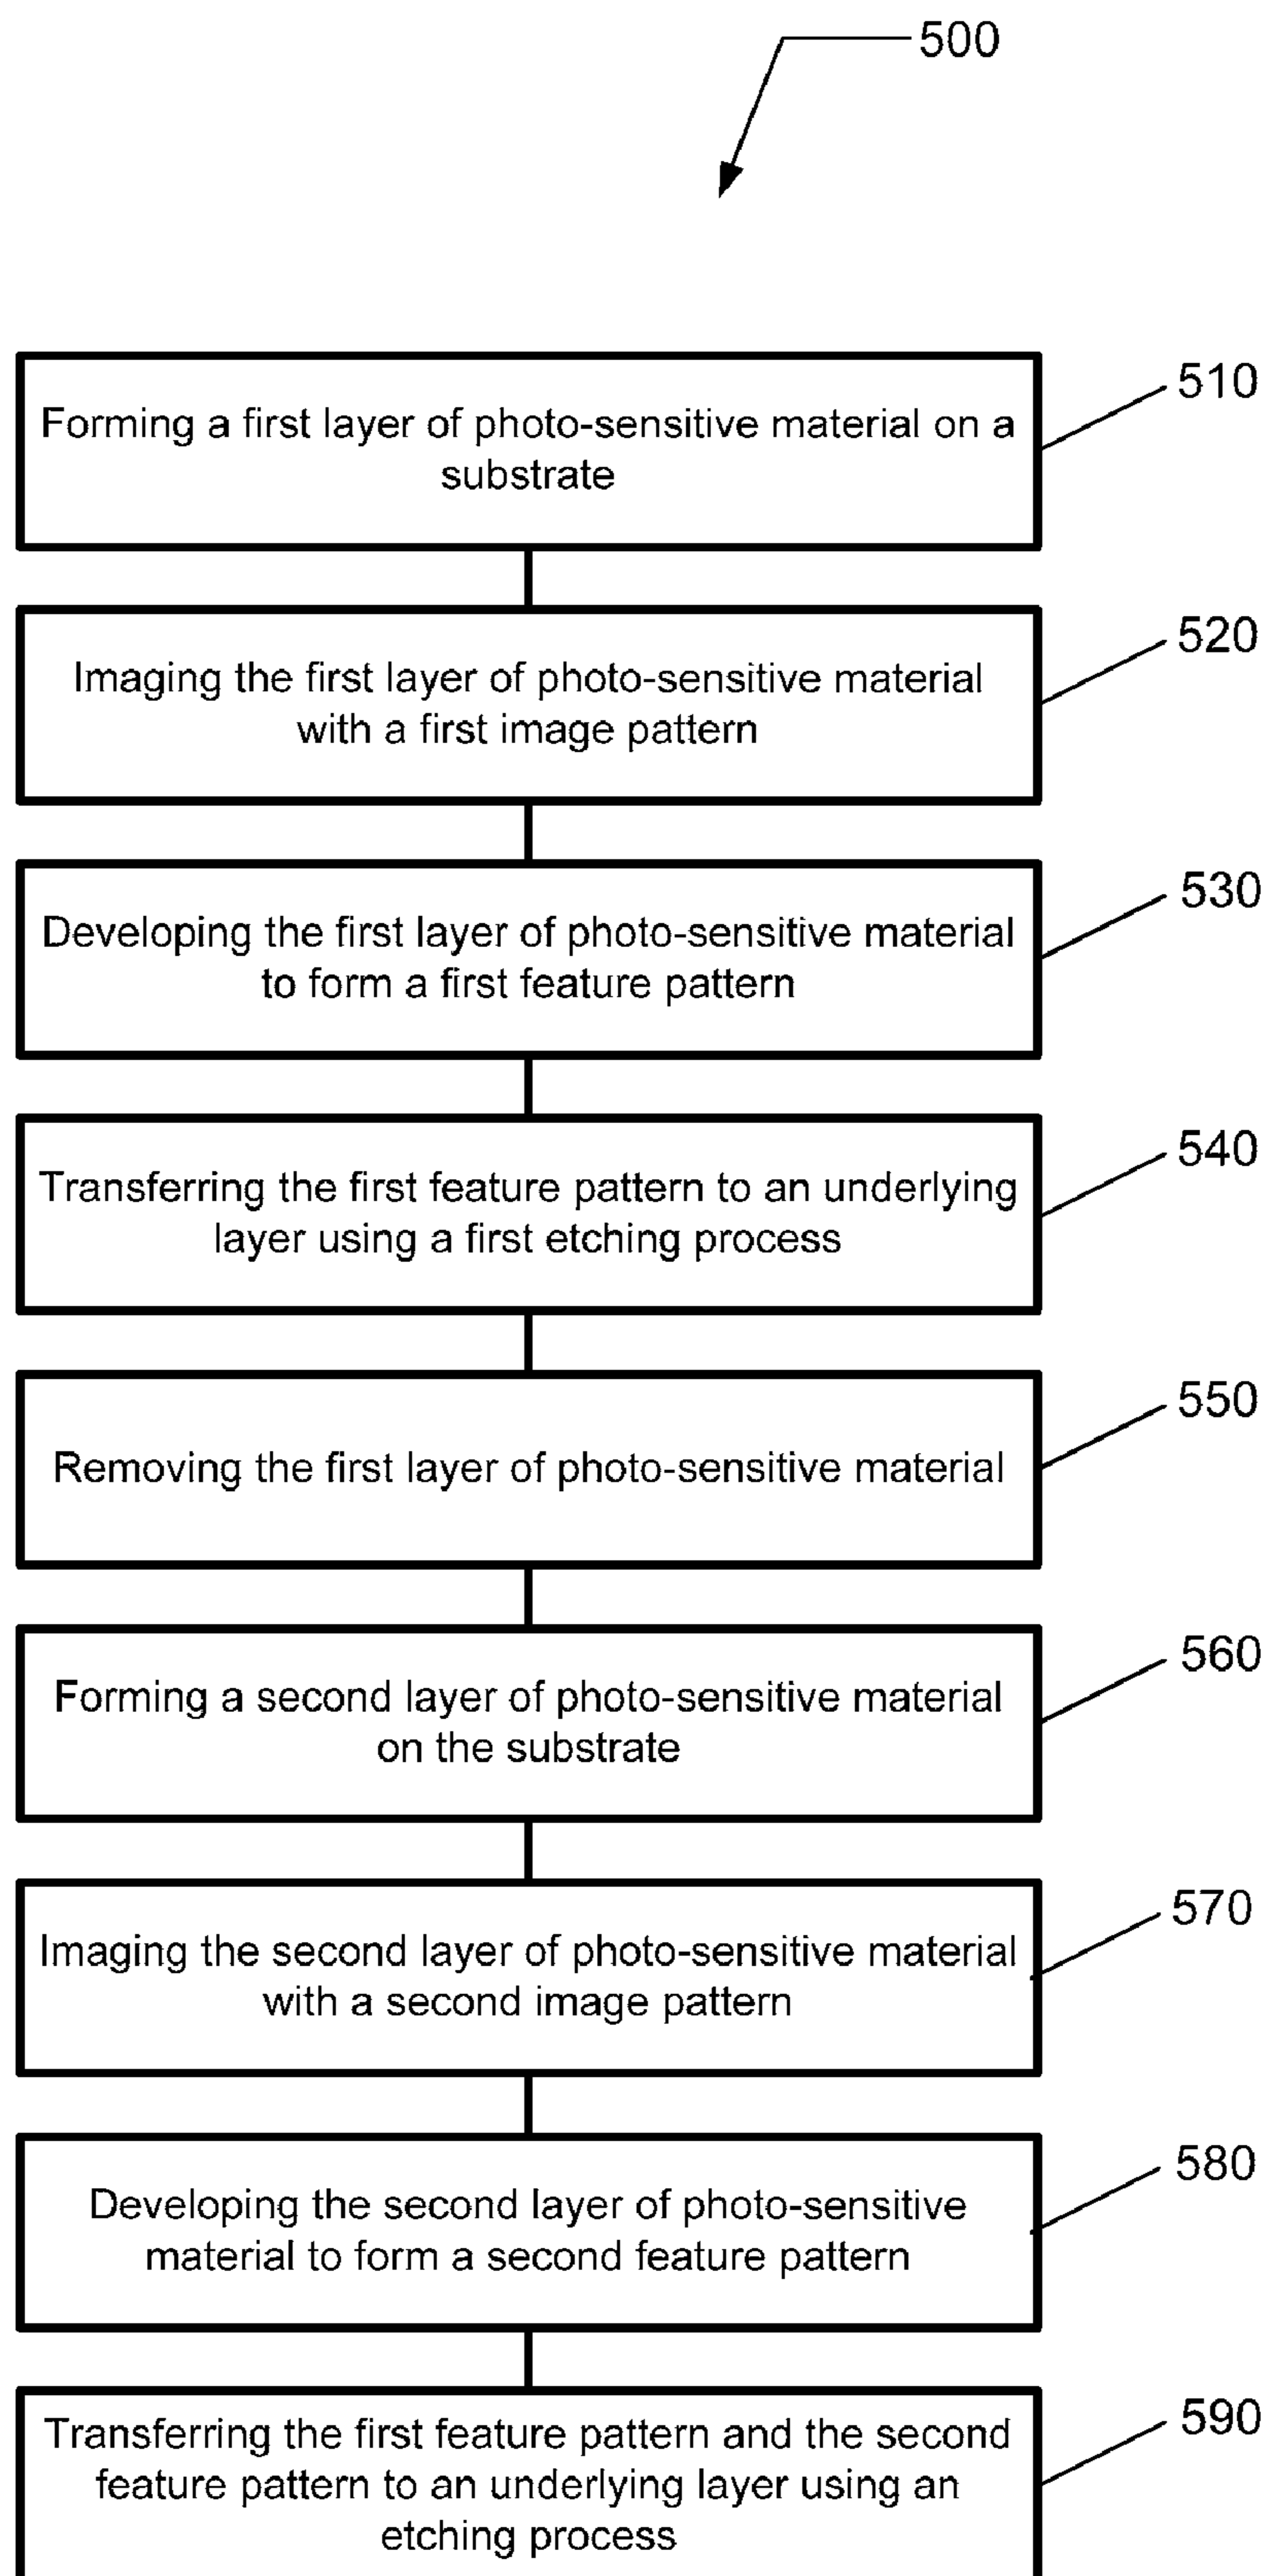 500
Forming a first layer of photo-sensitive material on a
substrate
510
Imaging the first layer of photo-sensitive material
with a first image pattern
520
Developing the first layer of photo-sensitive material
to form a first feature pattern
530
Transferring the first feature pattern to an underlying
layer using a first etching process
540
Removing the first layer of photo-sensitive material
550
Forming a second layer of photo-sensitive material
on the substrate
560
Imaging the second layer of photo-sensitive material
with a second image pattern
570
Developing the second layer of photo-sensitive
material to form a second feature pattern
580
Transferring the first feature pattern and the second
feature pattern to an underlying layer using an
etching process
590